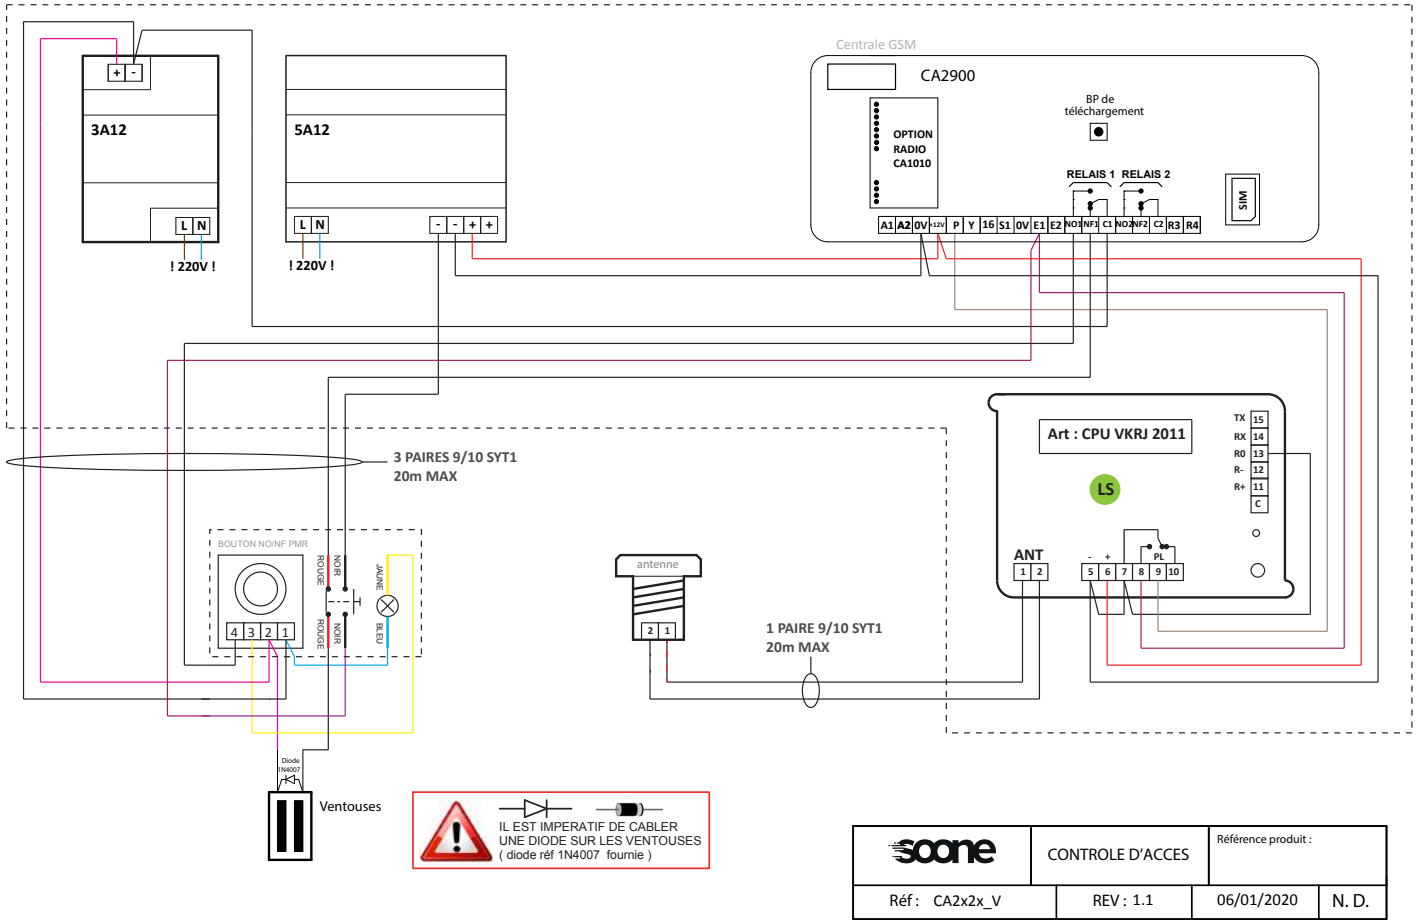 Centrale GSM
CA2900
BP de
téléchargement
+ -
3A12
5A12
OPTION
RADIO
CA1010
RELAIS 1 RELAIS 2
SIM
L N
L N
- - + +
A1 A2 0V +12V P Y 16 S1 0V E1 E2 NO1 NF1 C1 NO2 NF2 C2 R3 R4
! 220V !
! 220V !
3 PAIRES 9/10 SYT1
20m MAX
Art : CPU VKRJ 2011
TX 15
RX 14
R0 13
R- 12
R+ 11
C
LS
BOUTON NO/NF PMR
ROUGE
NOIR
JAUNE
4 3 2 1
ROUGE
NOIR
BLEU
antenne
2 1
ANT
1 2
- +
PL
5 6 7 8 9 10
1 PAIRE 9/10 SYT1
20m MAX
Diode
1N4007
Ventouses
!
IL EST IMPERATIF DE CABLER
UNE DIODE SUR LES VENTOUSES
( diode réf 1N4007 fournie )
soone
CONTROLE D'ACCES
Référence produit :
Réf : CA2x2x_V
REV : 1.1
06/01/2020
N. D.